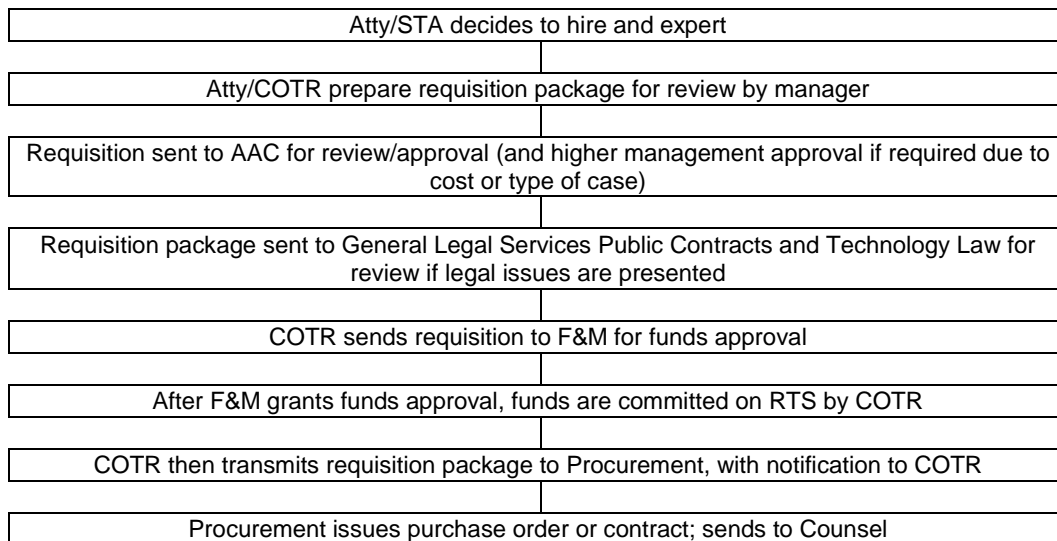 Atty/STA decides to hire and expert
Atty/COTR prepare requisition package for review by manager
Requisition sent to AAC for review/approval (and higher management approval if required due to
cost or type of case)
Requisition package sent to General Legal Services Public Contracts and Technology Law for
review if legal issues are presented
COTR sends requisition to F&M for funds approval
After F&M grants funds approval, funds are committed on RTS by COTR
COTR then transmits requisition package to Procurement, with notification to COTR
Procurement issues purchase order or contract; sends to Counsel